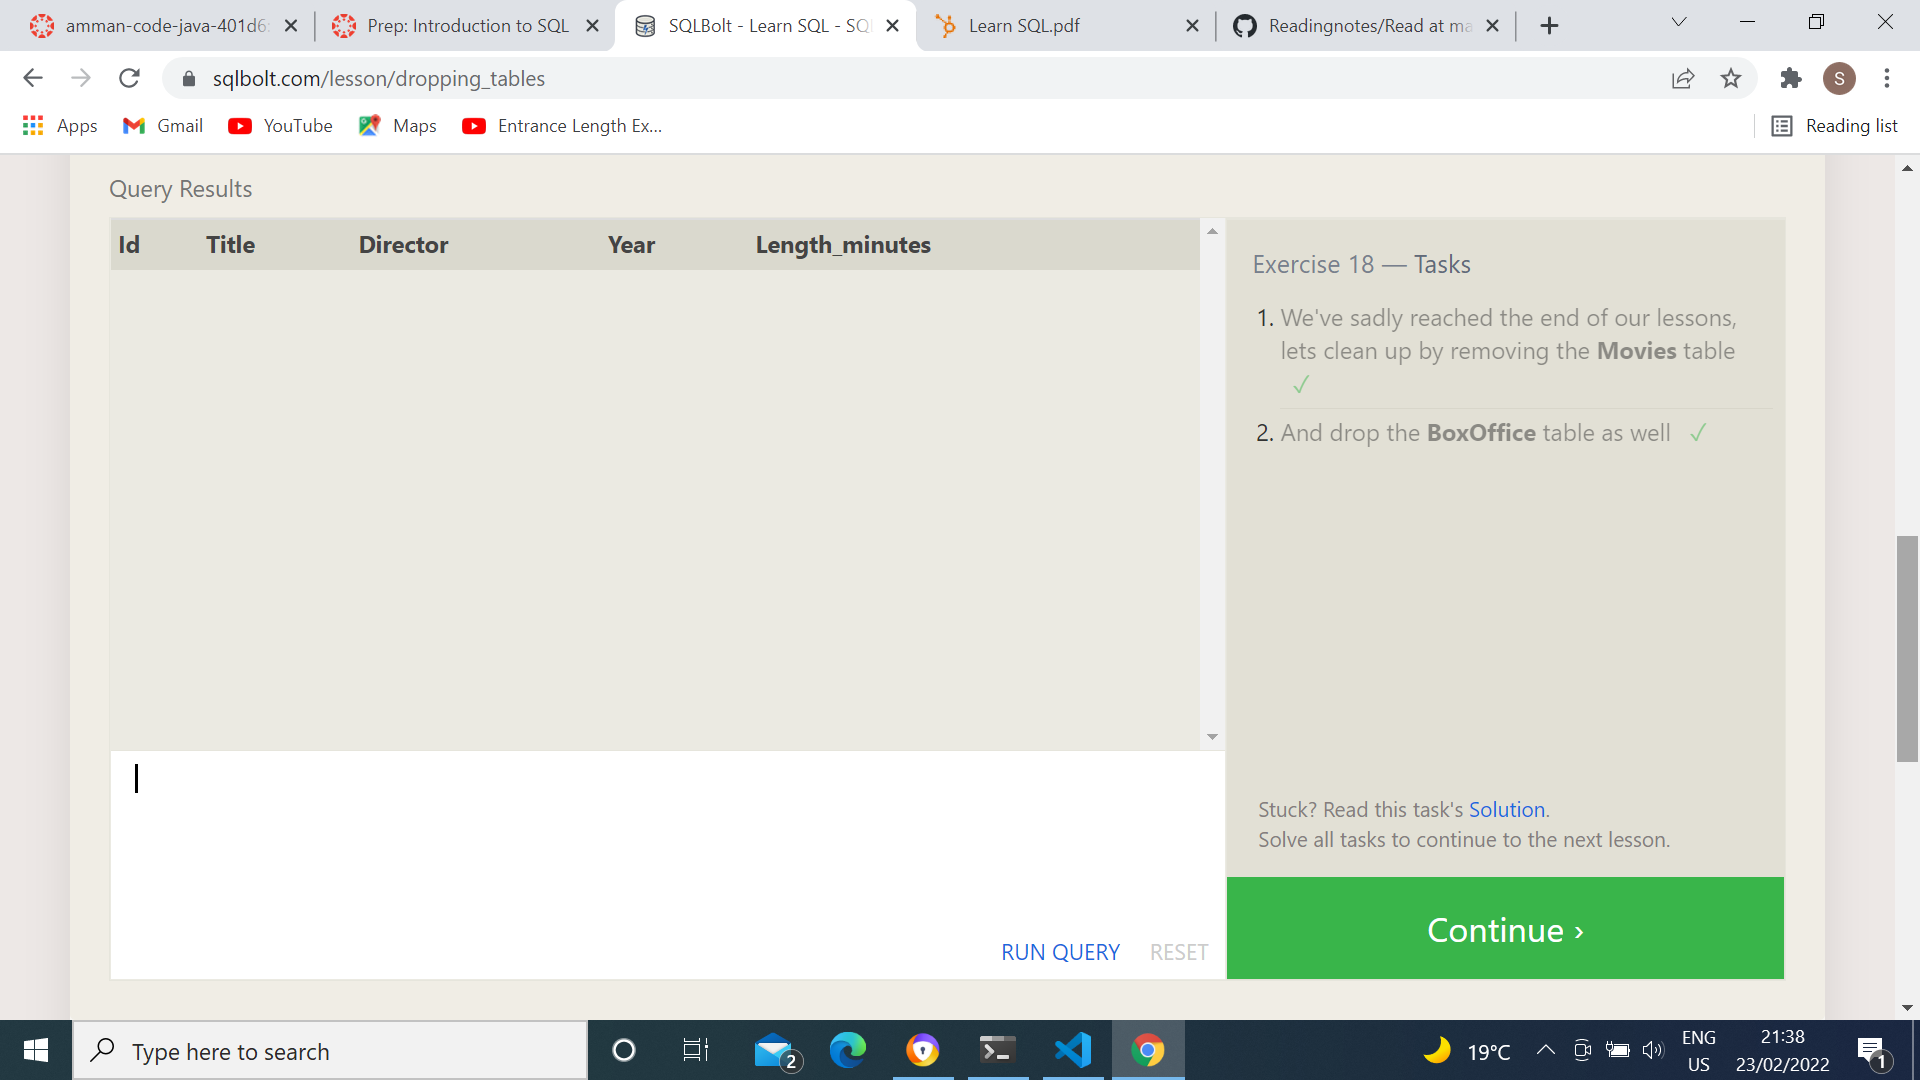 amman-code-java-401d6
Prep: Introduction to SQL
SQLBolt - Learn SQL - SQ
Learn SQL.pdf
Readingnotes/Read at ma
sqlbolt.com/lesson/dropping_tables
S
Apps
Gmail
YouTube
Maps
Entrance Length Ex...
Reading list
Query Results
Id Title Director Year Length_minutes
Exercise 18 — Tasks
1. We've sadly reached the end of our lessons,
lets clean up by removing the Movies table
✓
2. And drop the BoxOffice table as well ✓
Stuck? Read this task's Solution.
Solve all tasks to continue to the next lesson.
RUN QUERY RESET
Continue ›
Type here to search
2
19°C
ENG
US
21:38
23/02/2022
1